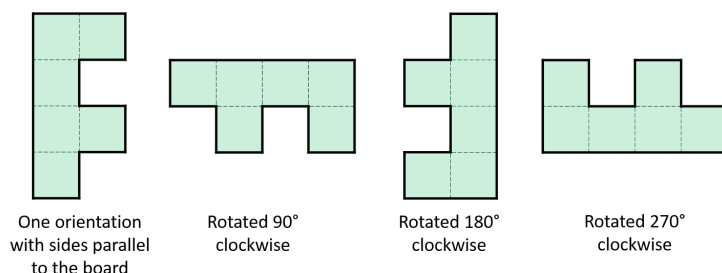 One orientation
with sides parallel
to the board
Rotated 90°
clockwise
Rotated 180°
clockwise
Rotated 270°
clockwise